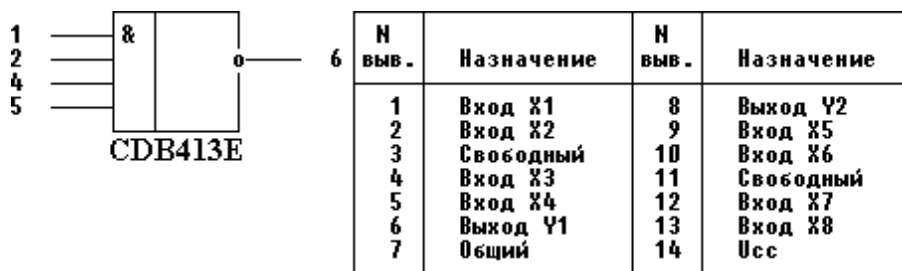 1
2
4
5
&
6
CDB413E
N выв. Назначение N выв. Назначение
1 Вход X1 8 Выход Y2
2 Вход X2 9 Вход X5
3 Свободный 10 Вход X6
4 Вход X3 11 Свободный
5 Вход X4 12 Вход X7
6 Выход Y1 13 Вход X8
7 Общий 14 Ucc